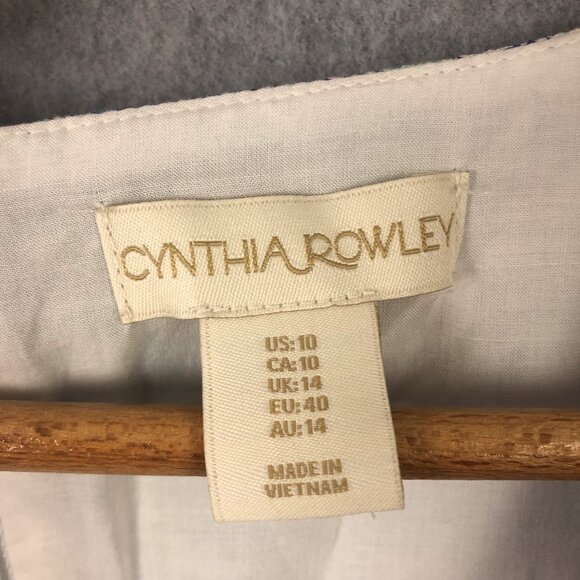 CYNTHIA ROWLEY
US:10
CA:10
UK:14
EU:40
AU:14
MADE IN
VIETNAM